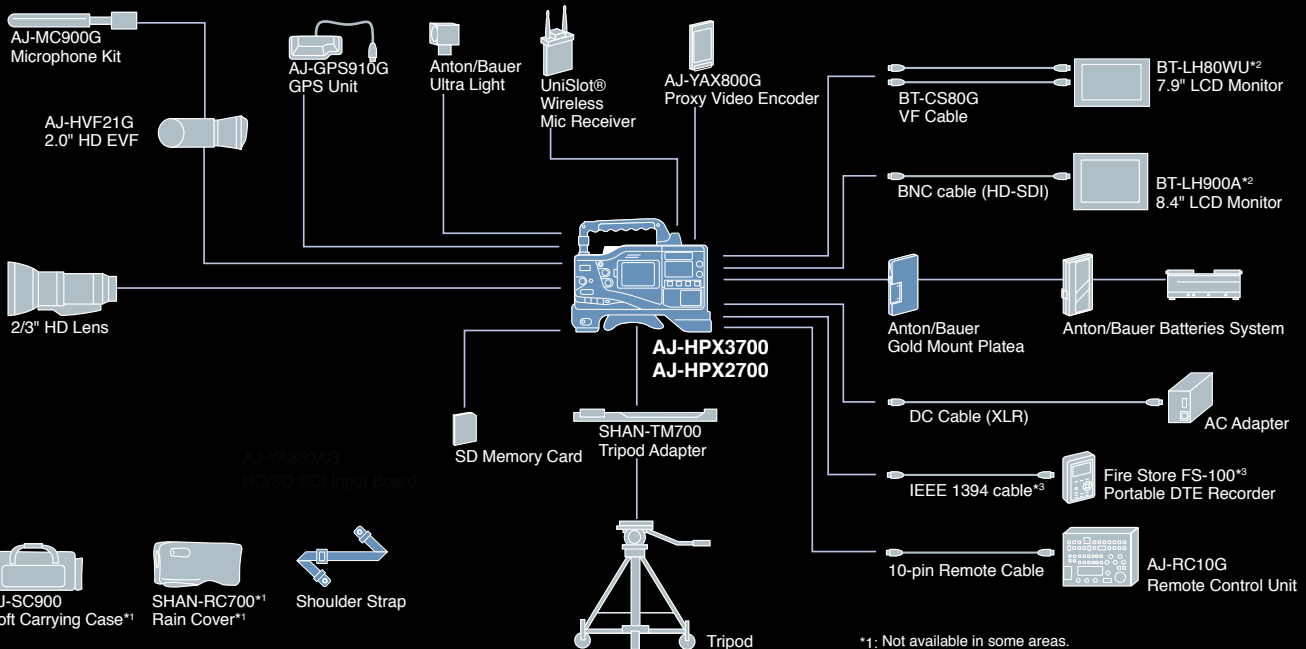 AJ-MC900G
Microphone Kit
AJ-GPS910G
GPS Unit
Anton/Bauer
Ultra Light
UniSlot®
Wireless
Mic Receiver
AJ-YAX800G
Proxy Video Encoder
BT-CS80G
VF Cable
BT-LH80WU*2
7.9" LCD Monitor
AJ-HVF21G
2.0" HD EVF
BNC cable (HD-SDI)
BT-LH900A*2
8.4" LCD Monitor
2/3" HD Lens
AJ-HPX3700
AJ-HPX2700
Anton/Bauer
Gold Mount Platea
Anton/Bauer Batteries System
DC Cable (XLR)
AC Adapter
SD Memory Card
SHAN-TM700
Tripod Adapter
AJ-YA350AG
HD/SD SDI Input Board
IEEE 1394 cable*3
Fire Store FS-100*3
Portable DTE Recorder
10-pin Remote Cable
AJ-RC10G
Remote Control Unit
J-SC900
oft Carrying Case*1
SHAN-RC700*1
Rain Cover*1
Shoulder Strap
Tripod
*1: Not available in some areas.